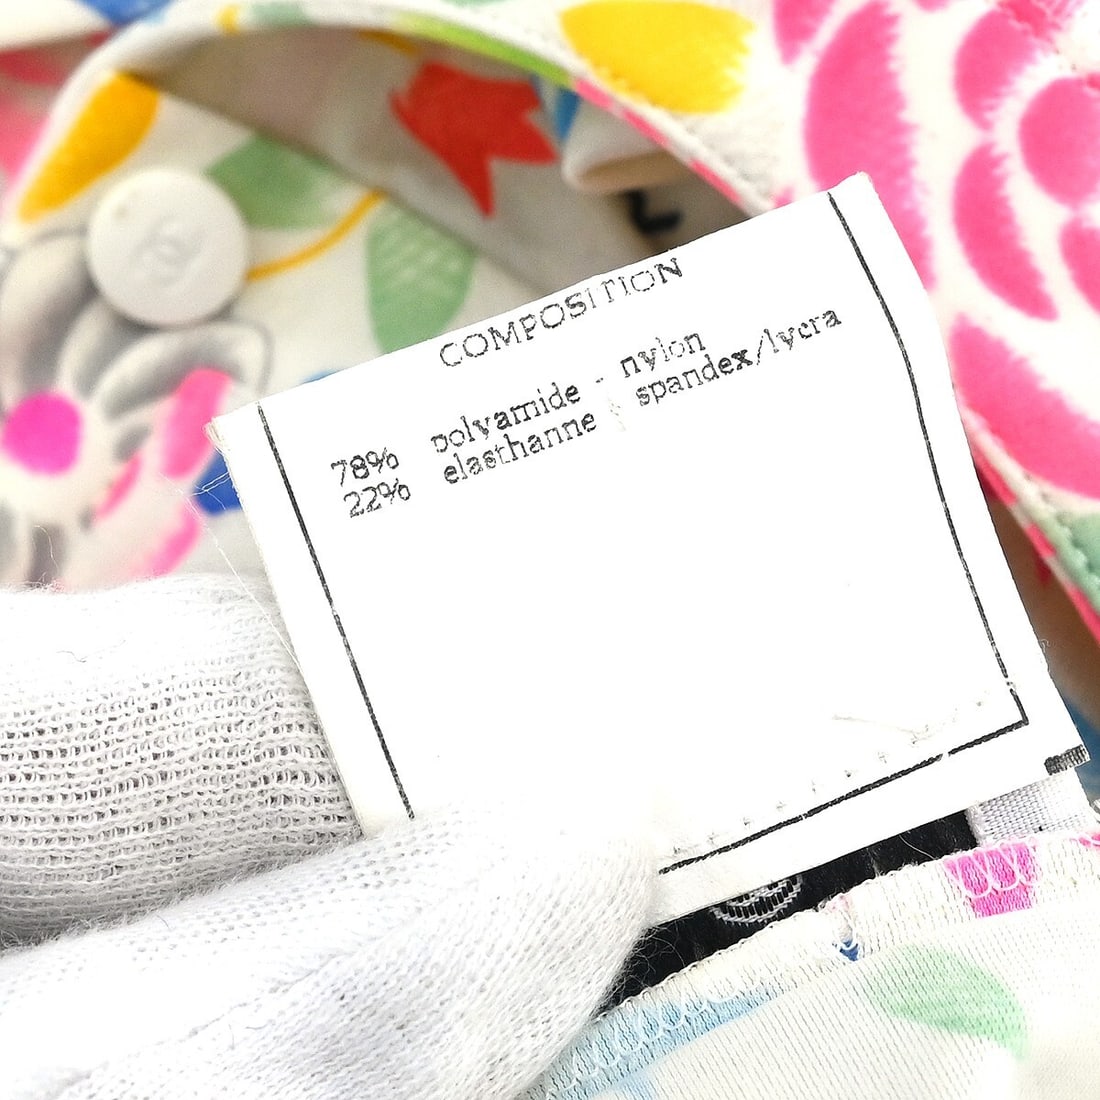 COMPOSITION
78% polyamide - nylon
22% elasthanne spandex/lycra